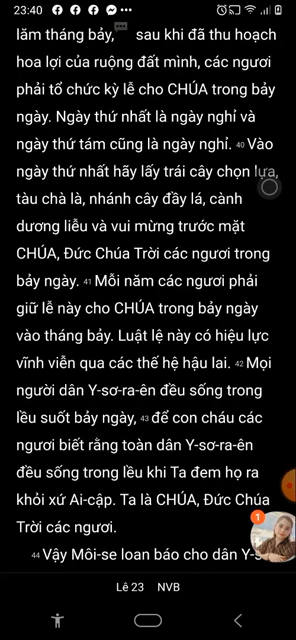 23:40
lăm tháng bảy, sau khi đã thu hoạch
hoa lợi của ruộng đất mình, các ngươi
phải tổ chức kỳ lễ cho CHÚA trong bảy
ngày. Ngày thứ nhất là ngày nghỉ và
ngày thứ tám cũng là ngày nghỉ. 40 Vào
ngày thứ nhất hãy lấy trái cây chọn lựa,
tàu chà là, nhánh cây đầy lá, cành
dương liễu và vui mừng trước mặt
CHÚA, Đức Chúa Trời các ngươi trong
bảy ngày. 41 Mỗi năm các ngươi phải
giữ lễ này cho CHÚA trong bảy ngày
vào tháng bảy. Luật lệ này có hiệu lực
vĩnh viễn qua các thế hệ hậu lai. 42 Mọi
người dân Y-sơ-ra-ên đều sống trong
lều suốt bảy ngày, 43 để con cháu các
ngươi biết rằng toàn dân Y-sơ-ra-ên
đều sống trong lều khi Ta đem họ ra
khỏi xứ Ai-cập. Ta là CHÚA, Đức Chúa
Trời các ngươi.
1
44 Vậy Môi-se loan báo cho dân
Lê 23 NVB